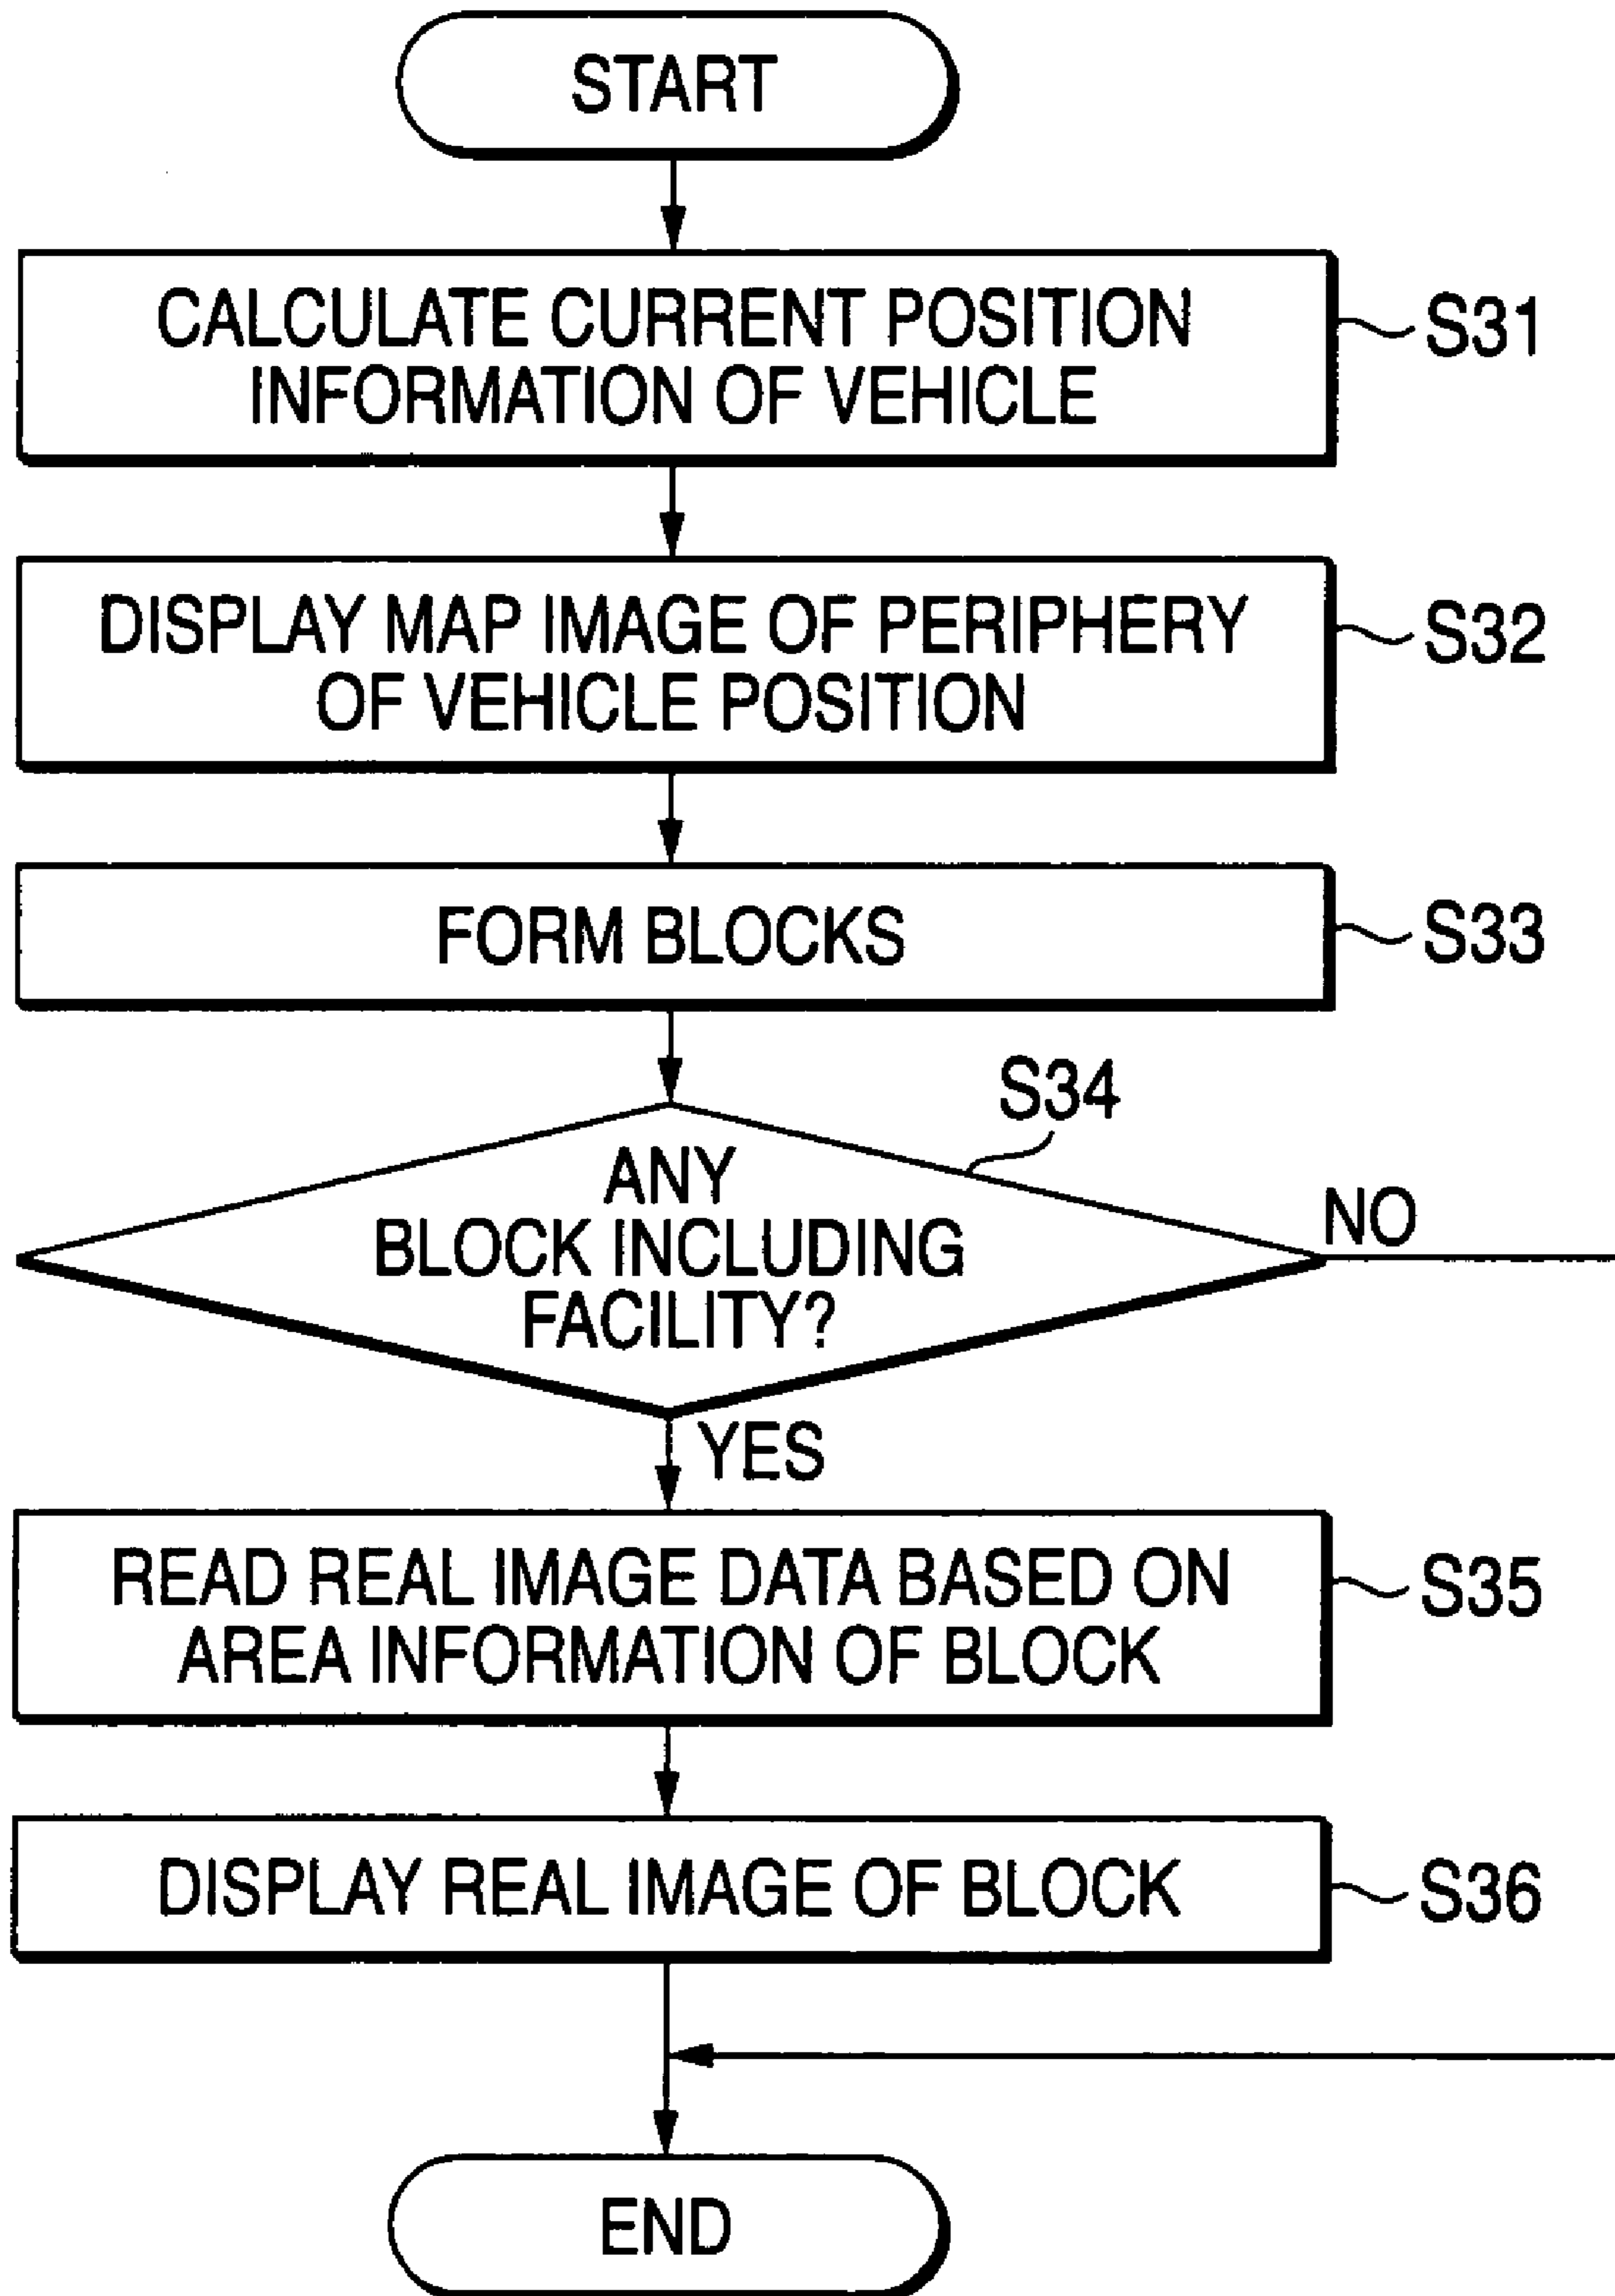 START
CALCULATE CURRENT POSITION
INFORMATION OF VEHICLE
S31
DISPLAY MAP IMAGE OF PERIPHERY
OF VEHICLE POSITION
S32
FORM BLOCKS
S33
S34
ANY
BLOCK INCLUDING
FACILITY?
NO
YES
READ REAL IMAGE DATA BASED ON
AREA INFORMATION OF BLOCK
S35
DISPLAY REAL IMAGE OF BLOCK
S36
END